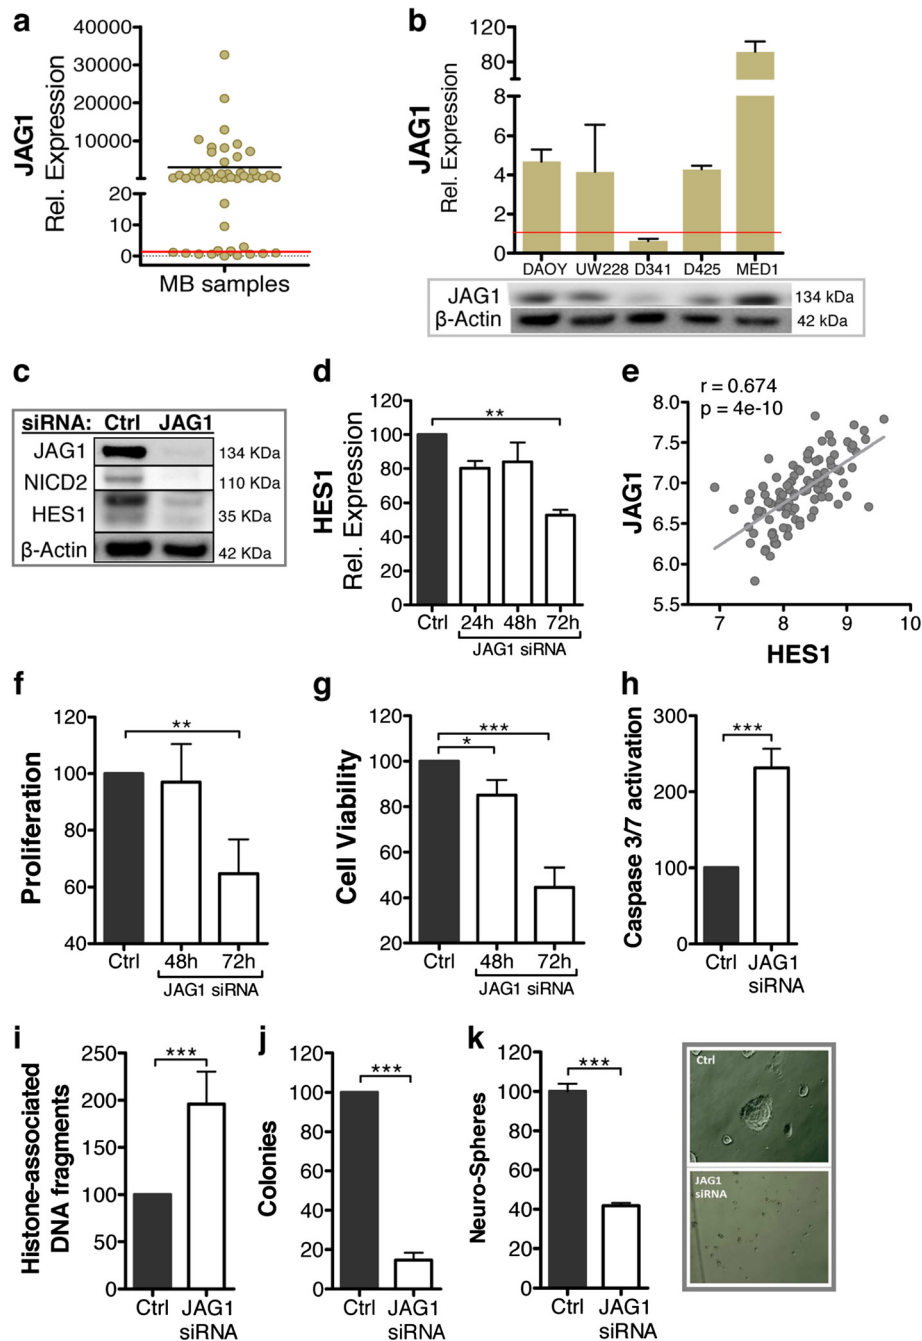 a
JAG1
Rel. Expression
40000
30000
20000
10000
20
10
0
MB samples
b
JAG1
Rel. Expression
120
80
8
6
4
2
0
DAOY UW228 D341 D425 MED1
JAG1 134 kDa
β-Actin 42 kDa
c
siRNA: Ctrl JAG1
JAG1 134 KDa
NICD2 110 KDa
HES1 35 KDa
β-Actin 42 KDa
d
HES1
Rel. Expression
120
100
80
60
40
20
0
**
Ctrl 24h 48h 72h
JAG1 siRNA
e
r = 0.674
p = 4e-10
JAG1
8.0
7.5
7.0
6.5
6.0
5.5
7 8 9 10
HES1
f
Proliferation
120
100
80
60
40
**
Ctrl 48h 72h
JAG1 siRNA
g
Cell Viability
120
100
80
60
40
20
***
*
Ctrl 48h 72h
JAG1 siRNA
h
Caspase 3/7 activation
300
200
100
0
***
Ctrl JAG1
siRNA
i
Histone-associated
DNA fragments
250
200
150
100
50
0
***
Ctrl JAG1
siRNA
j
Colonies
120
100
80
60
40
20
0
***
Ctrl JAG1
siRNA
k
Neuro-Spheres
120
100
80
60
40
20
0
***
Ctrl JAG1
siRNA
Ctrl
JAG1
siRNA